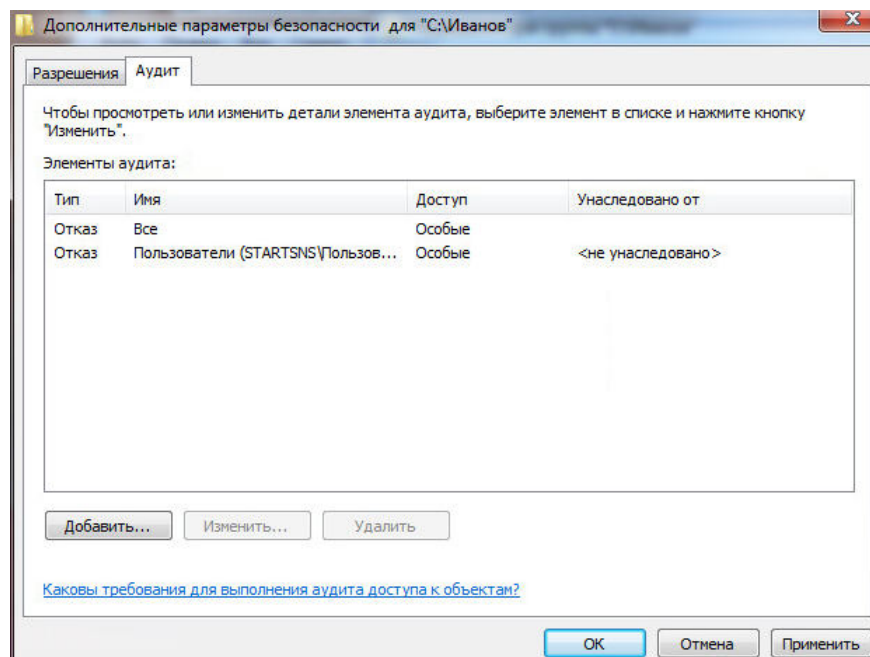 Дополнительные параметры безопасности для "C:\Иванов"
Разрешения Аудит
Чтобы просмотреть или изменить детали элемента аудита, выберите элемент в списке и нажмите кнопку
"Изменить".
Элементы аудита:
Тип Имя Доступ Унаследовано от
Отказ Все Особые
Отказ Пользователи (STARTSNS\Пользов... Особые <не унаследовано>
Добавить... Изменить... Удалить
Каковы требования для выполнения аудита доступа к объектам?
ОК Отмена Применить